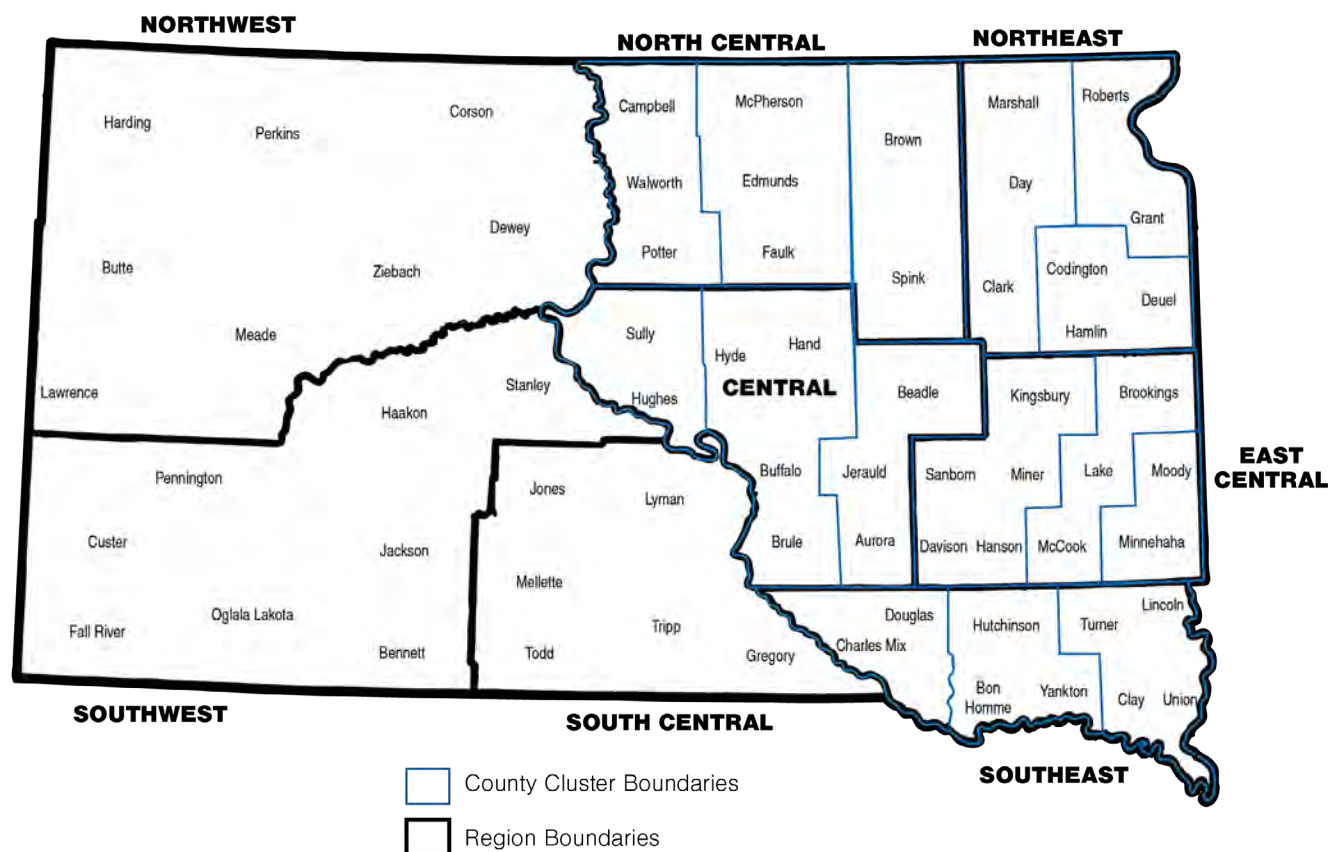 NORTHWEST
NORTH CENTRAL
NORTHEAST
Harding
Perkins
Corson
Campbell
McPherson
Brown
Marshall
Roberts
Walworth
Edmunds
Day
Grant
Dewey
Butte
Ziebach
Potter
Faulk
Spink
Clark
Codington
Deuel
Hamlin
Meade
Lawrence
Sully
Hyde
Hand
CENTRAL
Stanley
Haakon
Hughes
Beadle
Kingsbury
Brookings
EAST
CENTRAL
Pennington
Jones
Lyman
Buffalo
Jerauld
Sanborn
Miner
Lake
Moody
Custer
Jackson
Brule
Aurora
Davison
Hanson
McCook
Minnehaha
Mellette
Oglala Lakota
Fall River
Bennett
Todd
Tripp
Gregory
Douglas
Charles Mix
Hutchinson
Turner
Lincoln
Bon
Homme
Yankton
Clay
Union
SOUTHWEST
SOUTH CENTRAL
SOUTHEAST
County Cluster Boundaries
Region Boundaries